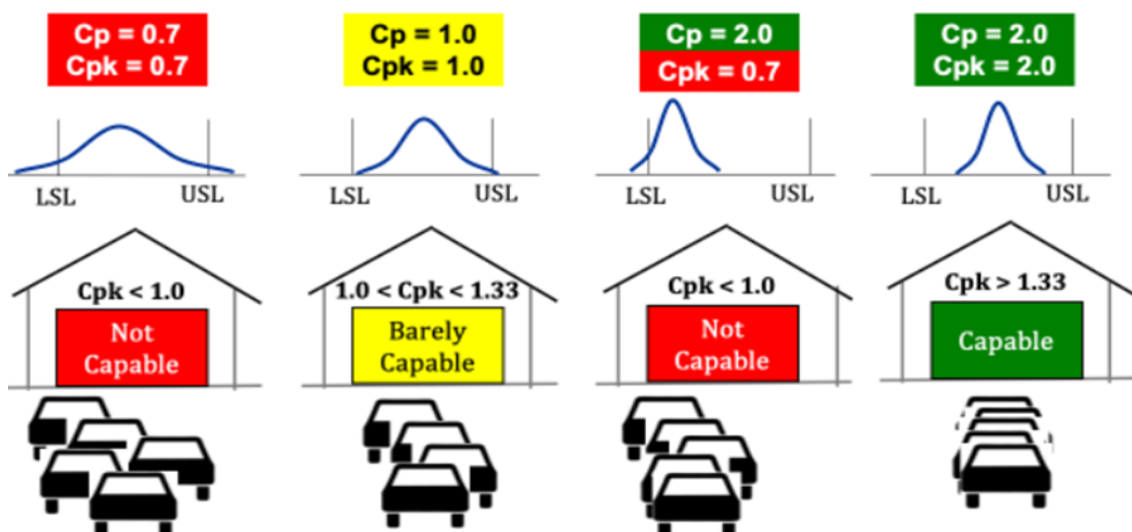 Cp = 0.7
Cpk = 0.7
Cp = 1.0
Cpk = 1.0
Cp = 2.0
Cpk = 0.7
Cp = 2.0
Cpk = 2.0
LSL
USL
LSL
USL
LSL
USL
LSL
USL
Cpk < 1.0
1.0 < Cpk < 1.33
Cpk < 1.0
Cpk > 1.33
Not
Capable
Barely
Capable
Not
Capable
Capable